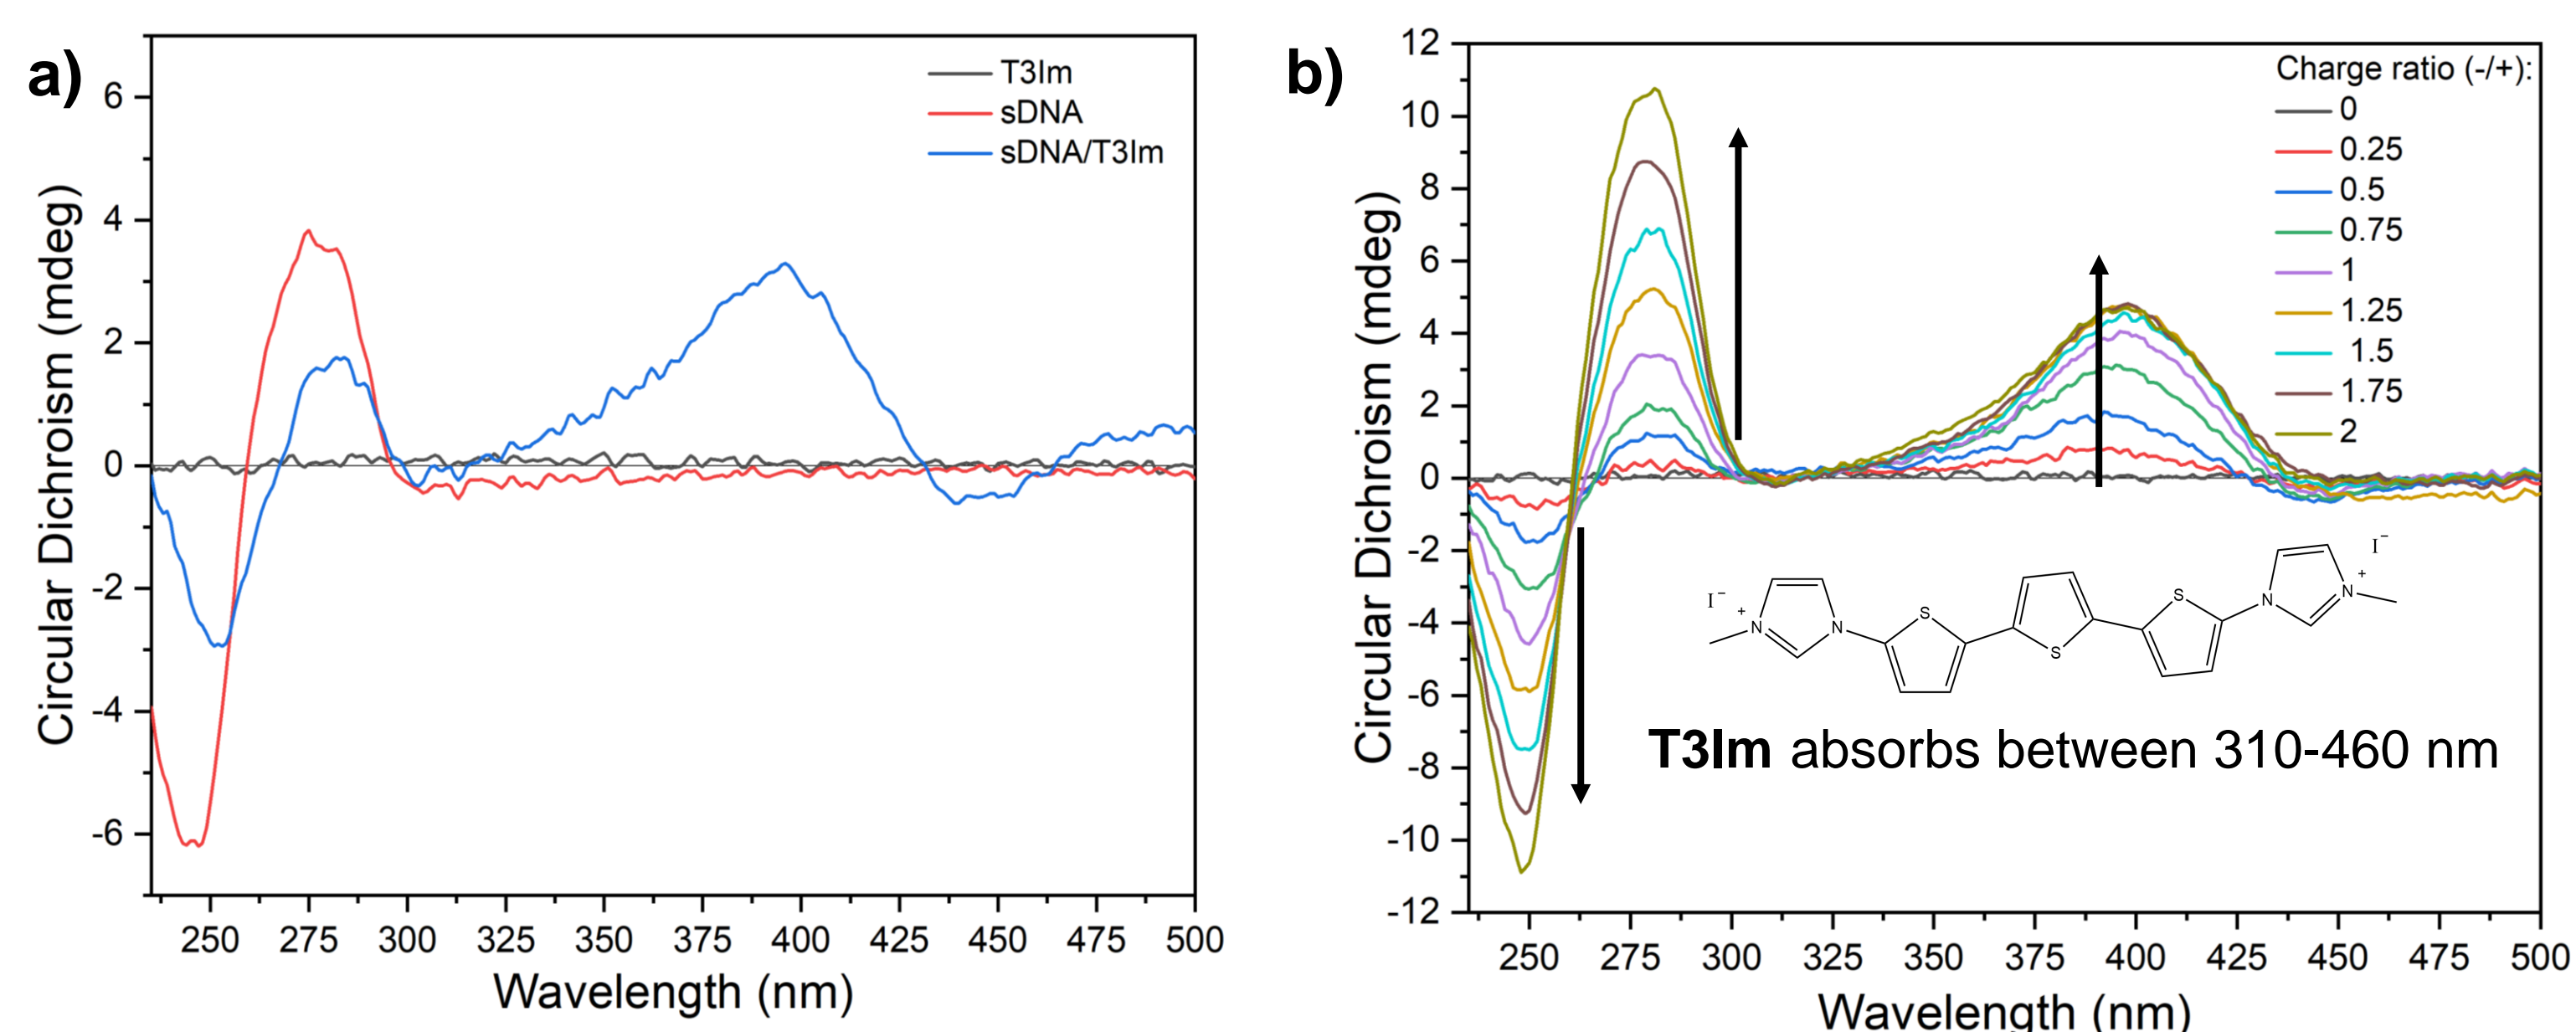 a)
Circular Dichroism (mdeg)
6
4
2
0
-2
-4
-6
T3Im
sDNA
sDNA/T3Im
250 275 300 325 350 375 400 425 450 475 500
Wavelength (nm)
b)
Circular Dichroism (mdeg)
12
10
8
6
4
2
0
-2
-4
-6
-8
-10
-12
Charge ratio (-/+):
0
0.25
0.5
0.75
1
1.25
1.5
1.75
2
I⁻ + N N S S S N N + I⁻
T3Im absorbs between 310-460 nm
250 275 300 325 350 375 400 425 450 475 500
Wavelength (nm)